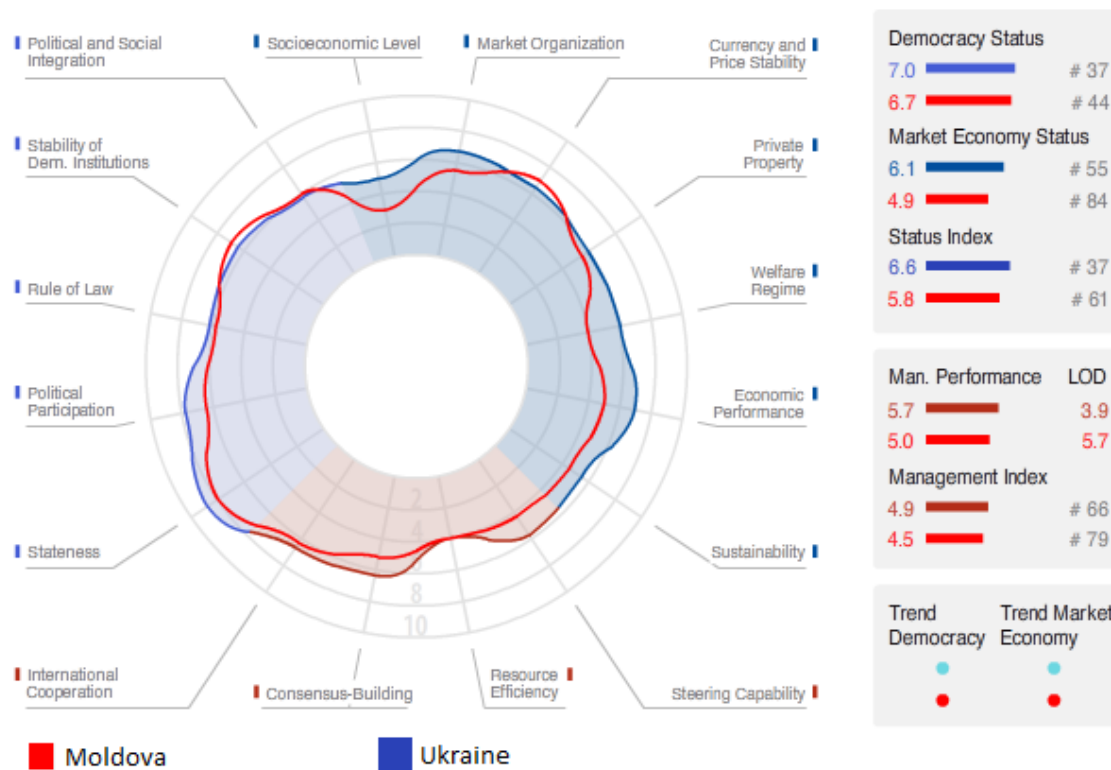 Political and Social
Integration
Socioeconomic Level
Market Organization
Currency and
Price Stability
Stability of
Dem. Institutions
Private
Property
Rule of Law
Welfare
Regime
Political
Participation
Economic
Performance
Stateness
Sustainability
International
Cooperation
Consensus-Building
Resource
Efficiency
Steering Capability
2
4
8
10
Moldova
Ukraine
Democracy Status
7.0 # 37
6.7 # 44
Market Economy Status
6.1 # 55
4.9 # 84
Status Index
6.6 # 37
5.8 # 61
Man. Performance LOD
5.7 3.9
5.0 5.7
Management Index
4.9 # 66
4.5 # 79
Trend
Democracy
Trend Market
Economy